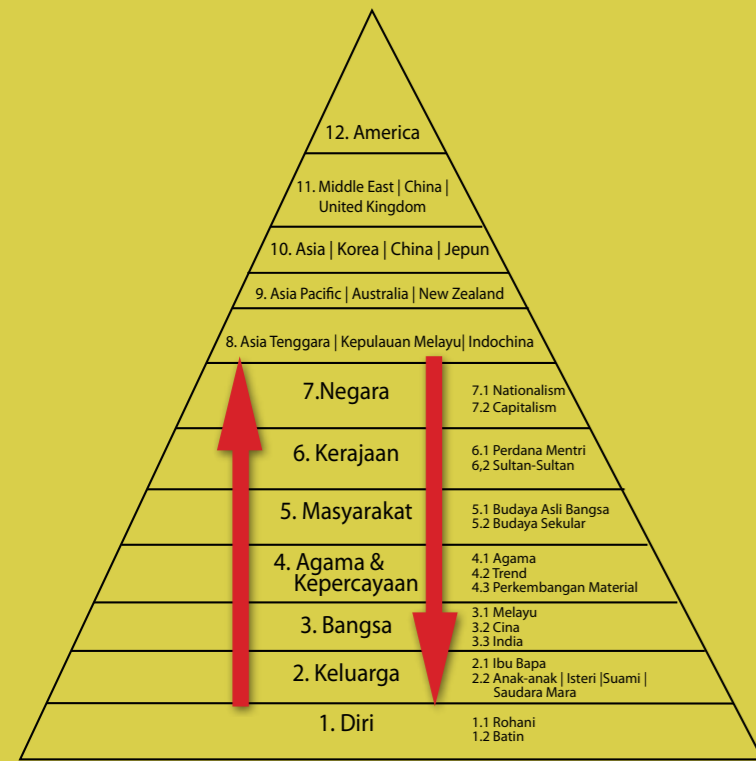 12. America
11. Middle East | China |
United Kingdom
10. Asia | Korea | China | Jepun
9. Asia Pacific | Australia | New Zealand
8. Asia Tenggara | Kepulauan Melayu| Indochina
7.Negara
7.1 Nationalism
7.2 Capitalism
6. Kerajaan
6.1 Perdana Mentri
6,2 Sultan-Sultan
5. Masyarakat
5.1 Budaya Asli Bangsa
5.2 Budaya Sekular
4. Agama &
Kepercayaan
4.1 Agama
4.2 Trend
4.3 Perkembangan Material
3. Bangsa
3.1 Melayu
3.2 Cina
3.3 India
2. Keluarga
2.1 Ibu Bapa
2.2 Anak-anak | Isteri |Suami |
Saudara Mara
1. Diri
1.1 Rohani
1.2 Batin